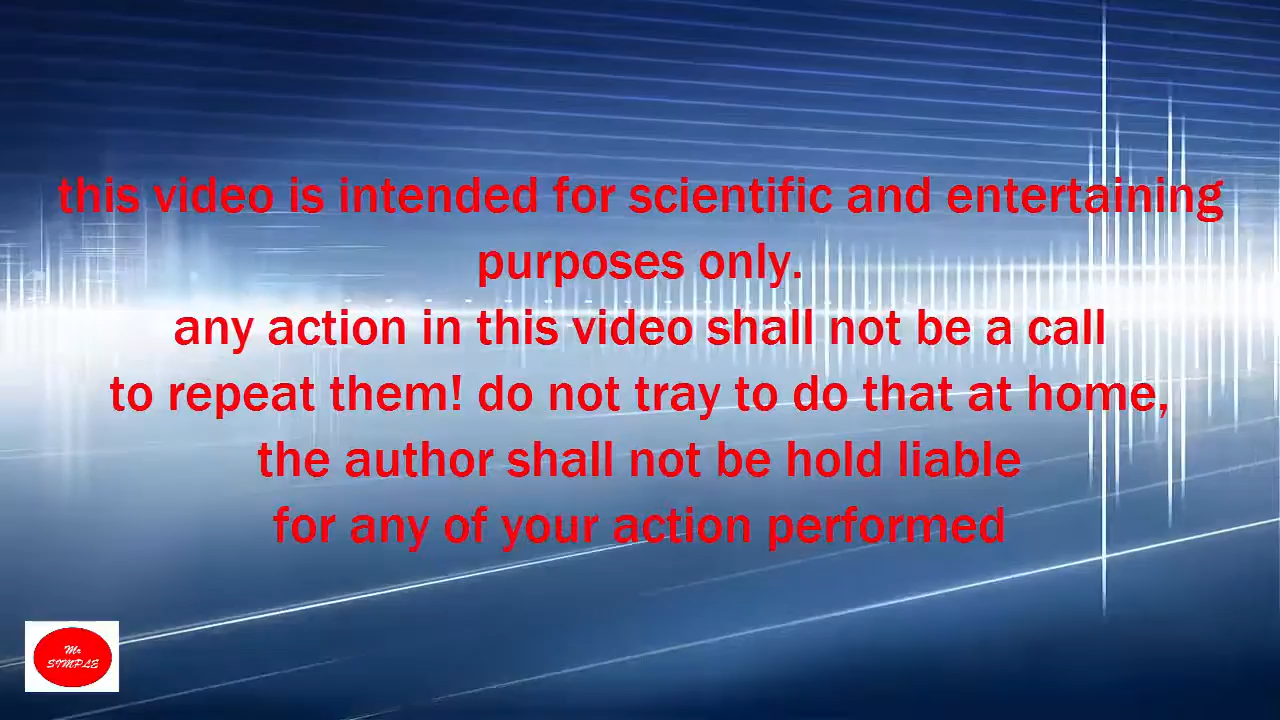 this video is intended for scientific and entertaining
purposes only.
any action in this video shall not be a call
to repeat them! do not tray to do that at home,
the author shall not be hold liable
for any of your action performed
Mr
SIMPLE